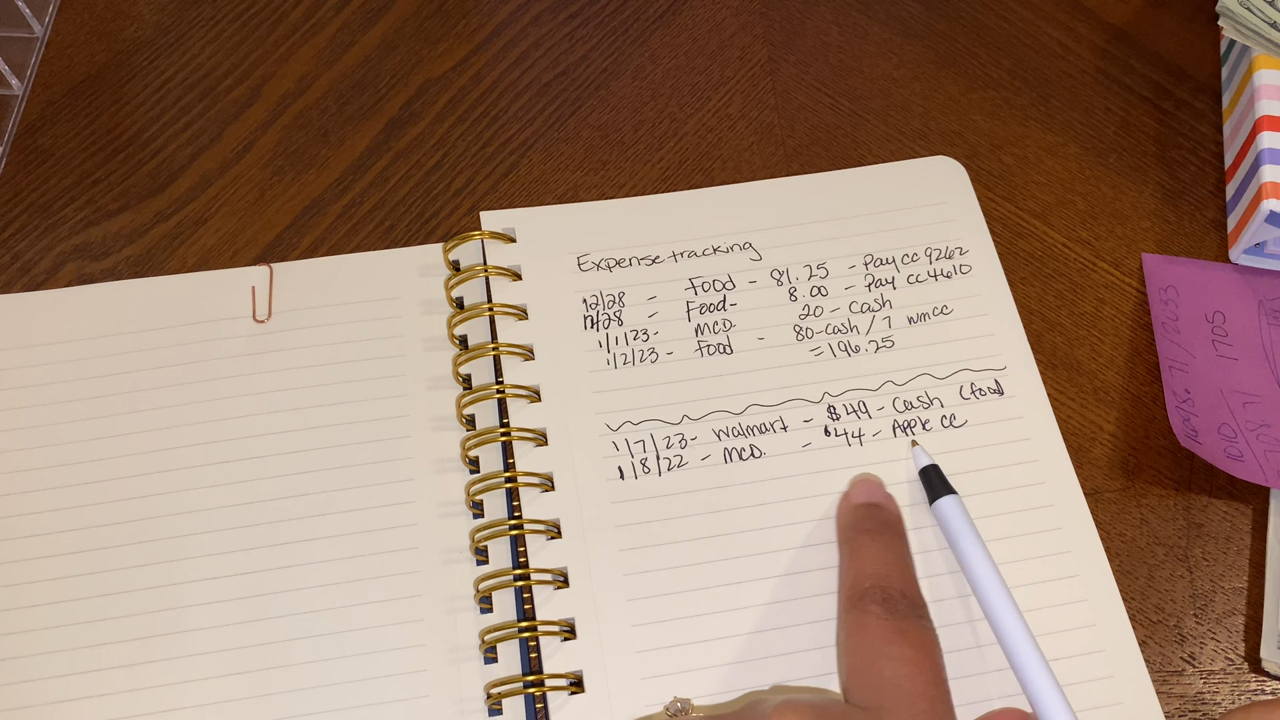 Expense tracking
12/28 - Food - 81.25 - Pay cc 9262
12/28 - Food - 8.00 - Pay cc 4610
1/1/23 - McD. 20 - Cash
1/2/23 - Food - 80-cash / 7 wmcc
=196.25
1/7/23 - Walmart - $49 - Cash (food)
1/8/22 - McD. - $44 - Apple cc
1010
1705